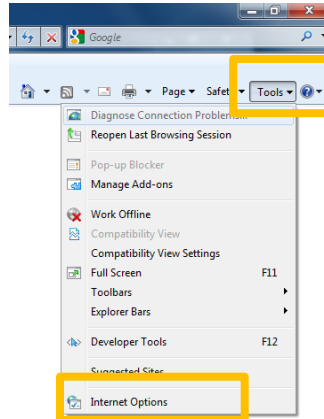 Google
Page Safet Tools
Diagnose Connection Problems...
Reopen Last Browsing Session
Pop-up Blocker
Manage Add-ons
Work Offline
Compatibility View
Compatibility View Settings
Full Screen F11
Toolbars
Explorer Bars
Developer Tools F12
Suggested Sites
Internet Options